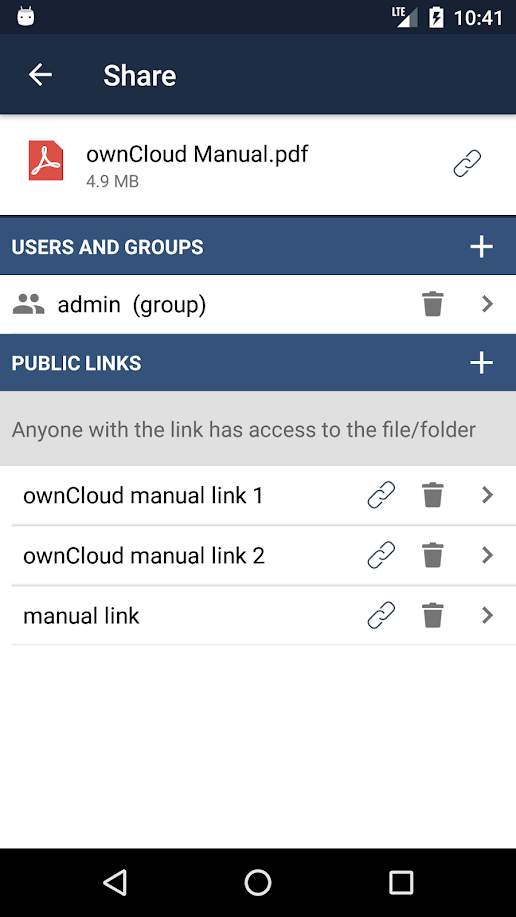 LTE 10:41
Share
ownCloud Manual.pdf
4.9 MB
USERS AND GROUPS
admin (group)
PUBLIC LINKS
Anyone with the link has access to the file/folder
ownCloud manual link 1
ownCloud manual link 2
manual link